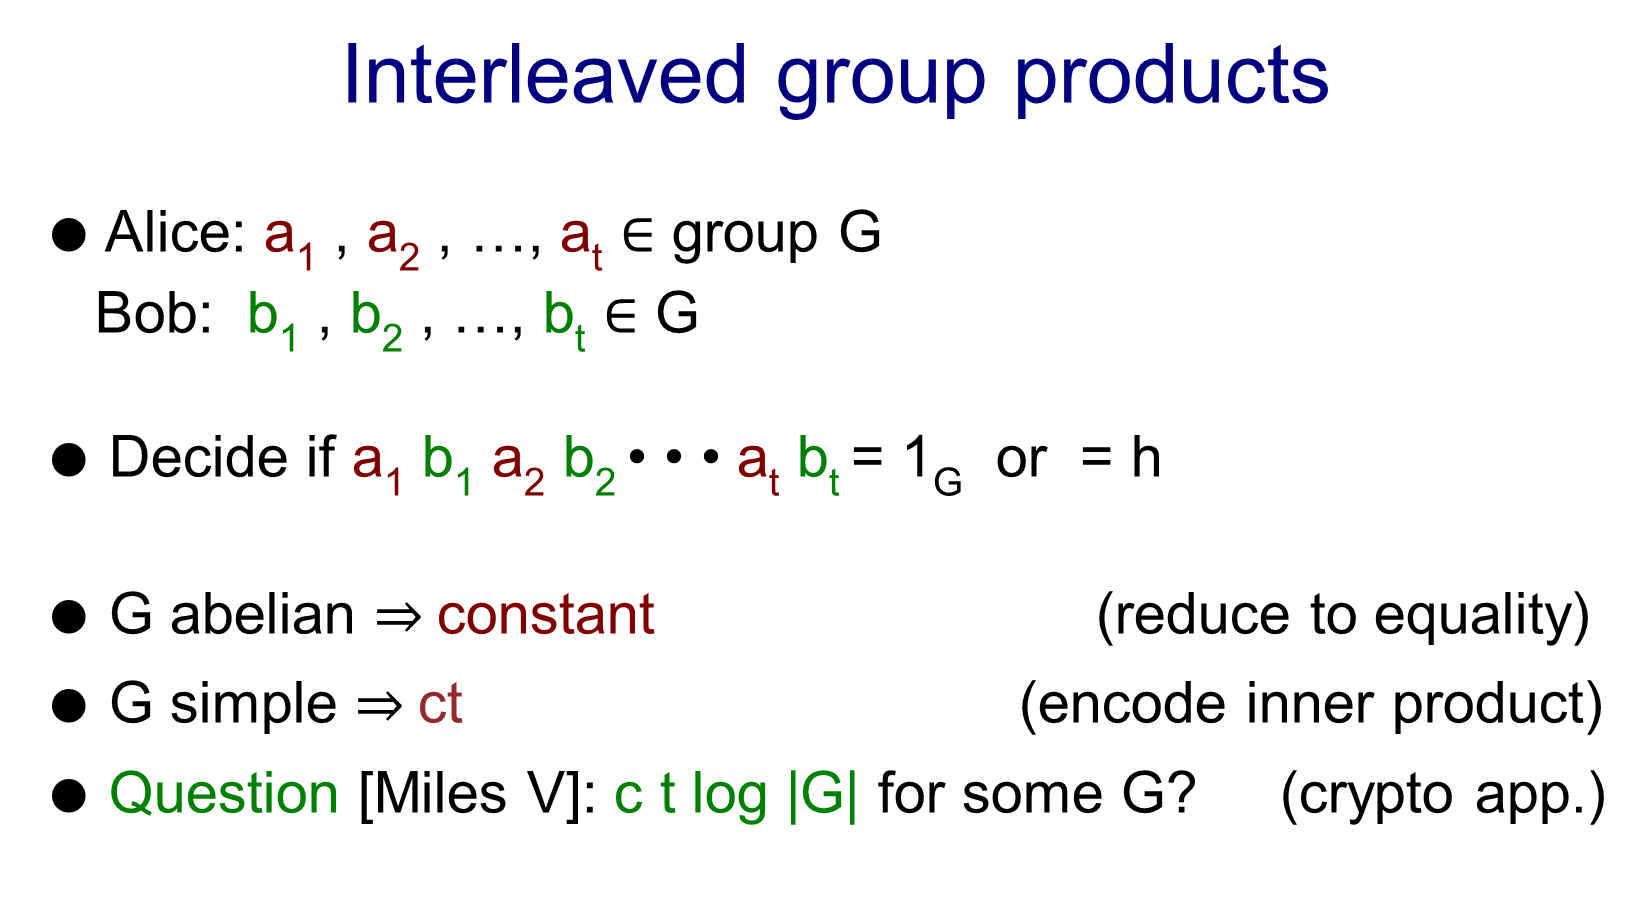 Interleaved group products
● Alice: a₁ , a₂ , …, aₜ ∈ group G
Bob: b₁ , b₂ , …, bₜ ∈ G
● Decide if a₁ b₁ a₂ b₂ • • • aₜ bₜ = 1_G or = h
● G abelian ⇒ constant (reduce to equality)
● G simple ⇒ ct (encode inner product)
● Question [Miles V]: c t log |G| for some G? (crypto app.)